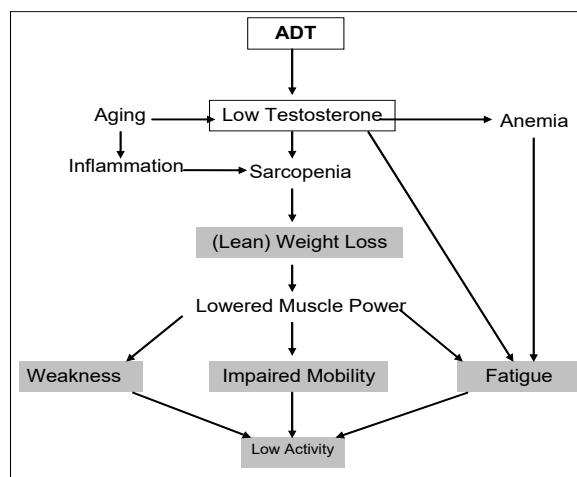 ADT
Aging
Low Testosterone
Anemia
Inflammation
Sarcopenia
(Lean) Weight Loss
Lowered Muscle Power
Weakness
Impaired Mobility
Fatigue
Low Activity